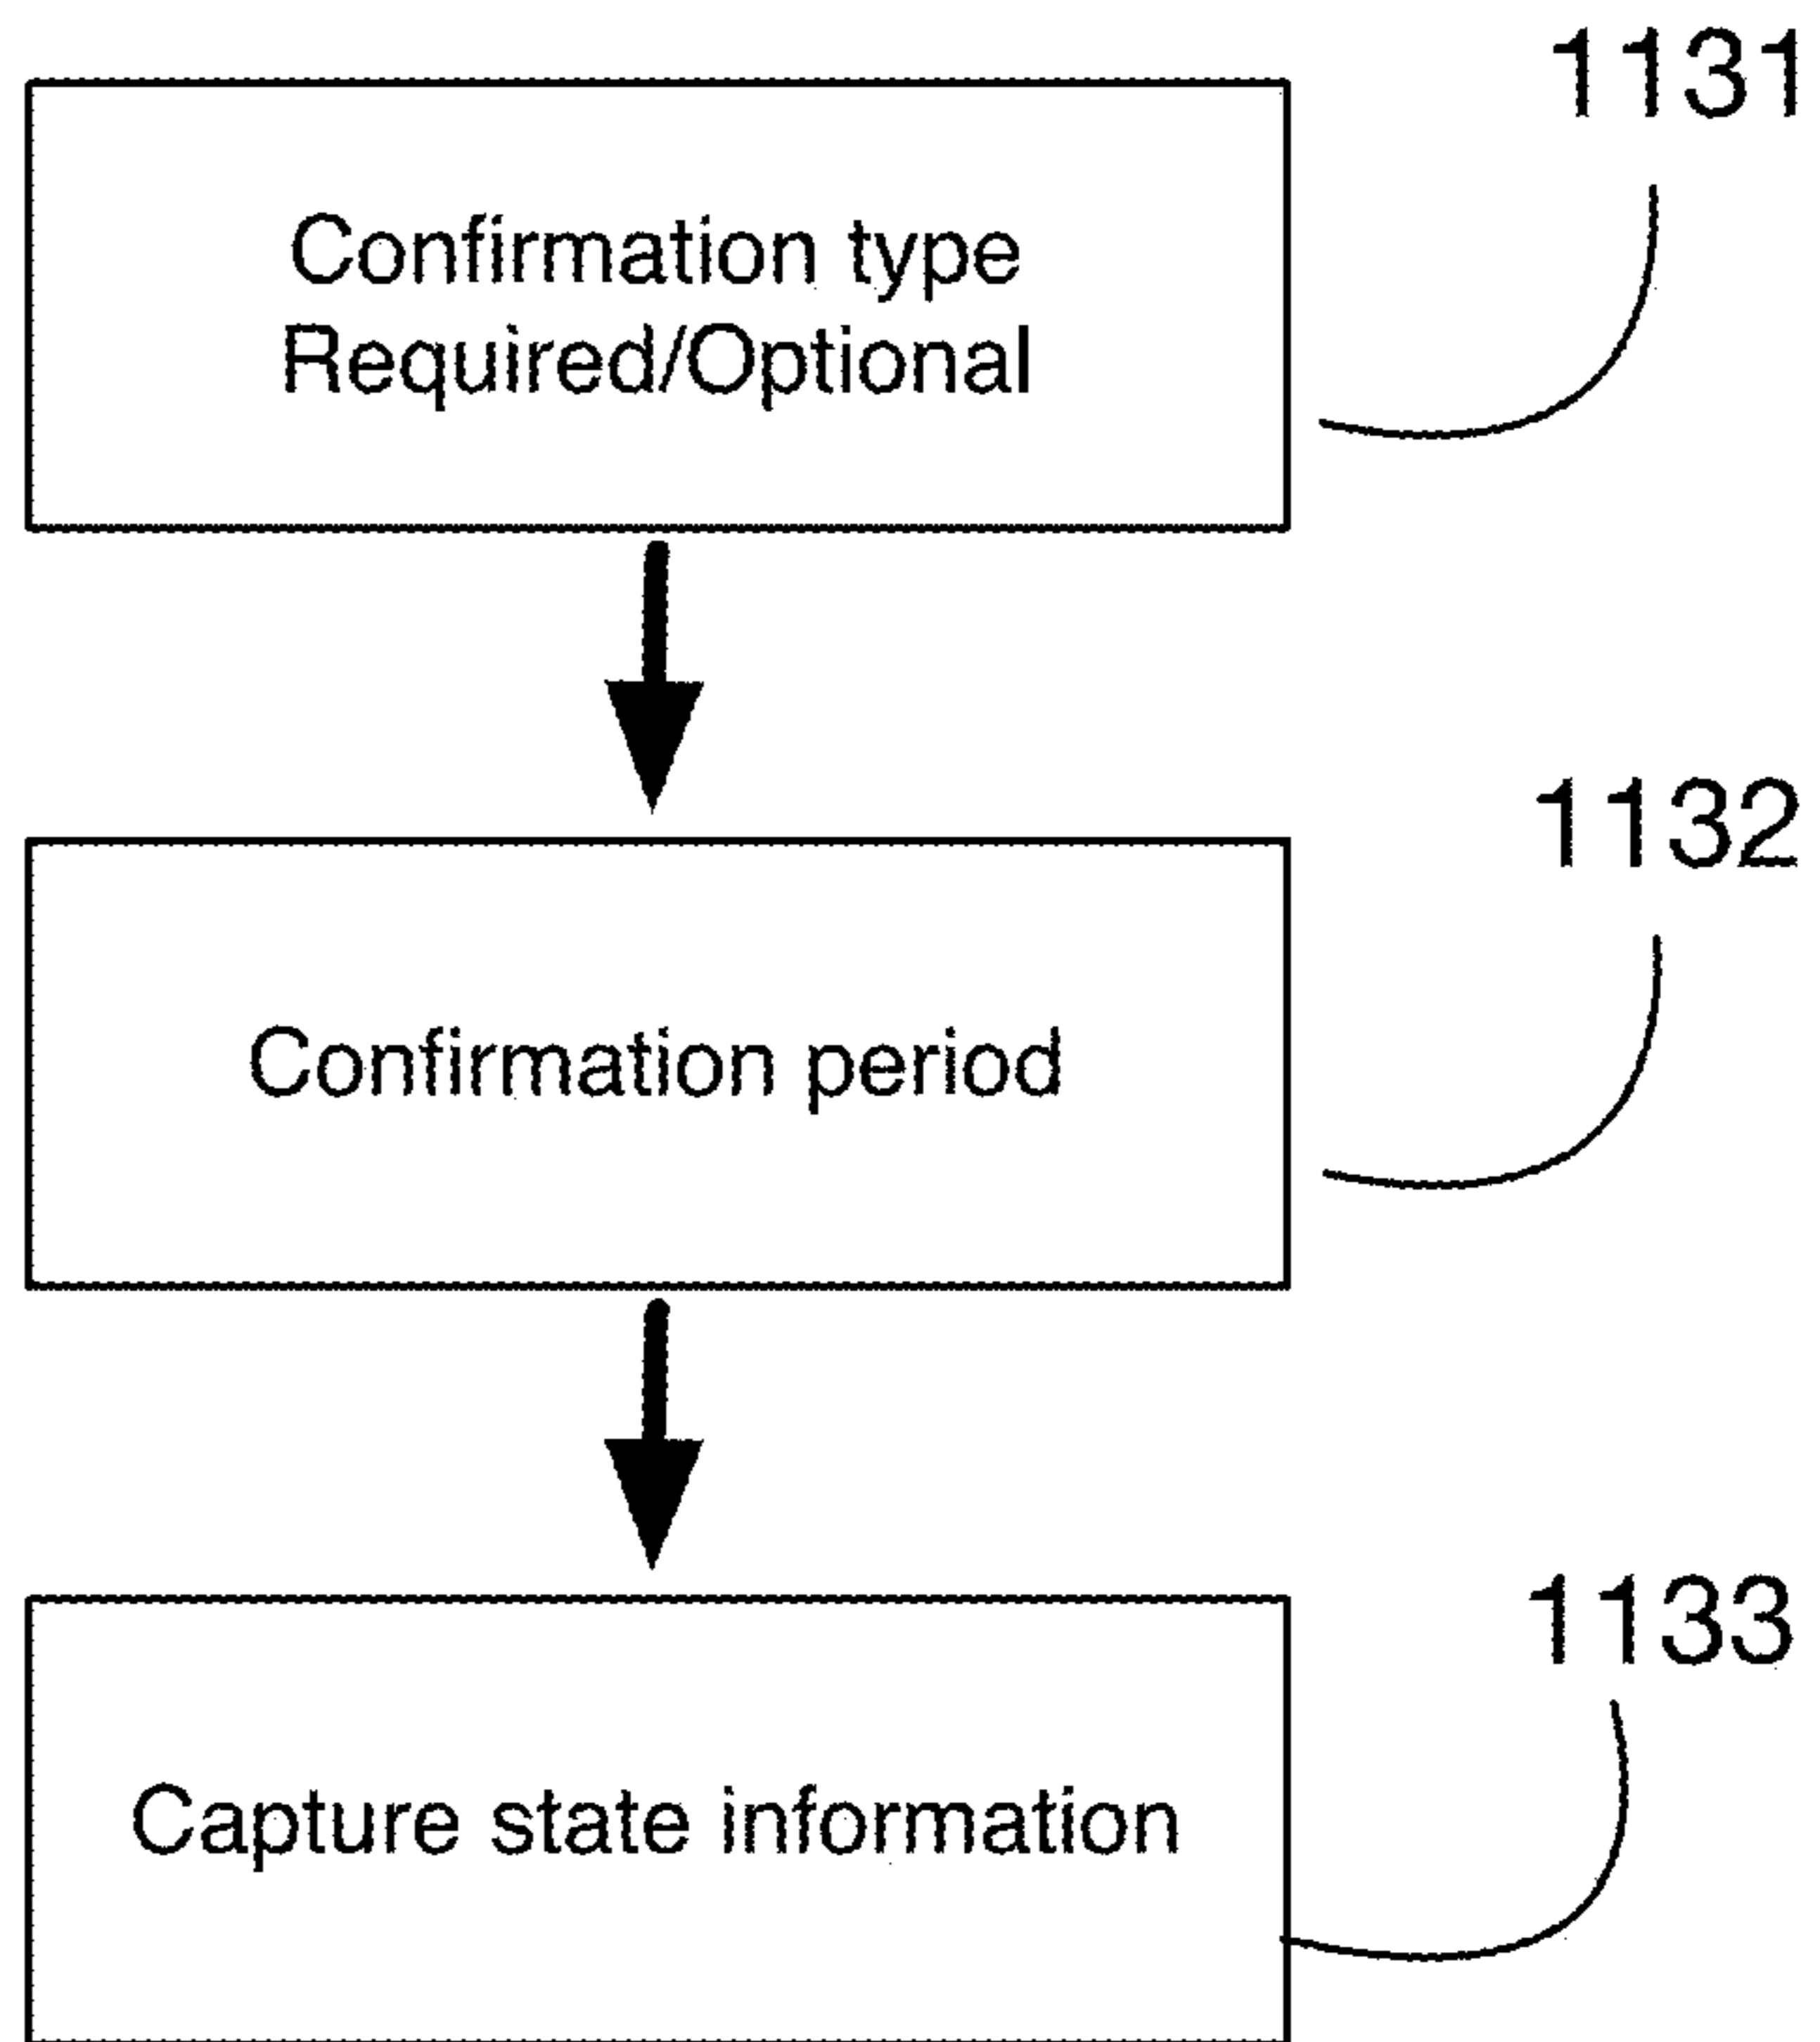 1131
Confirmation type
Required/Optional
1132
Confirmation period
1133
Capture state information